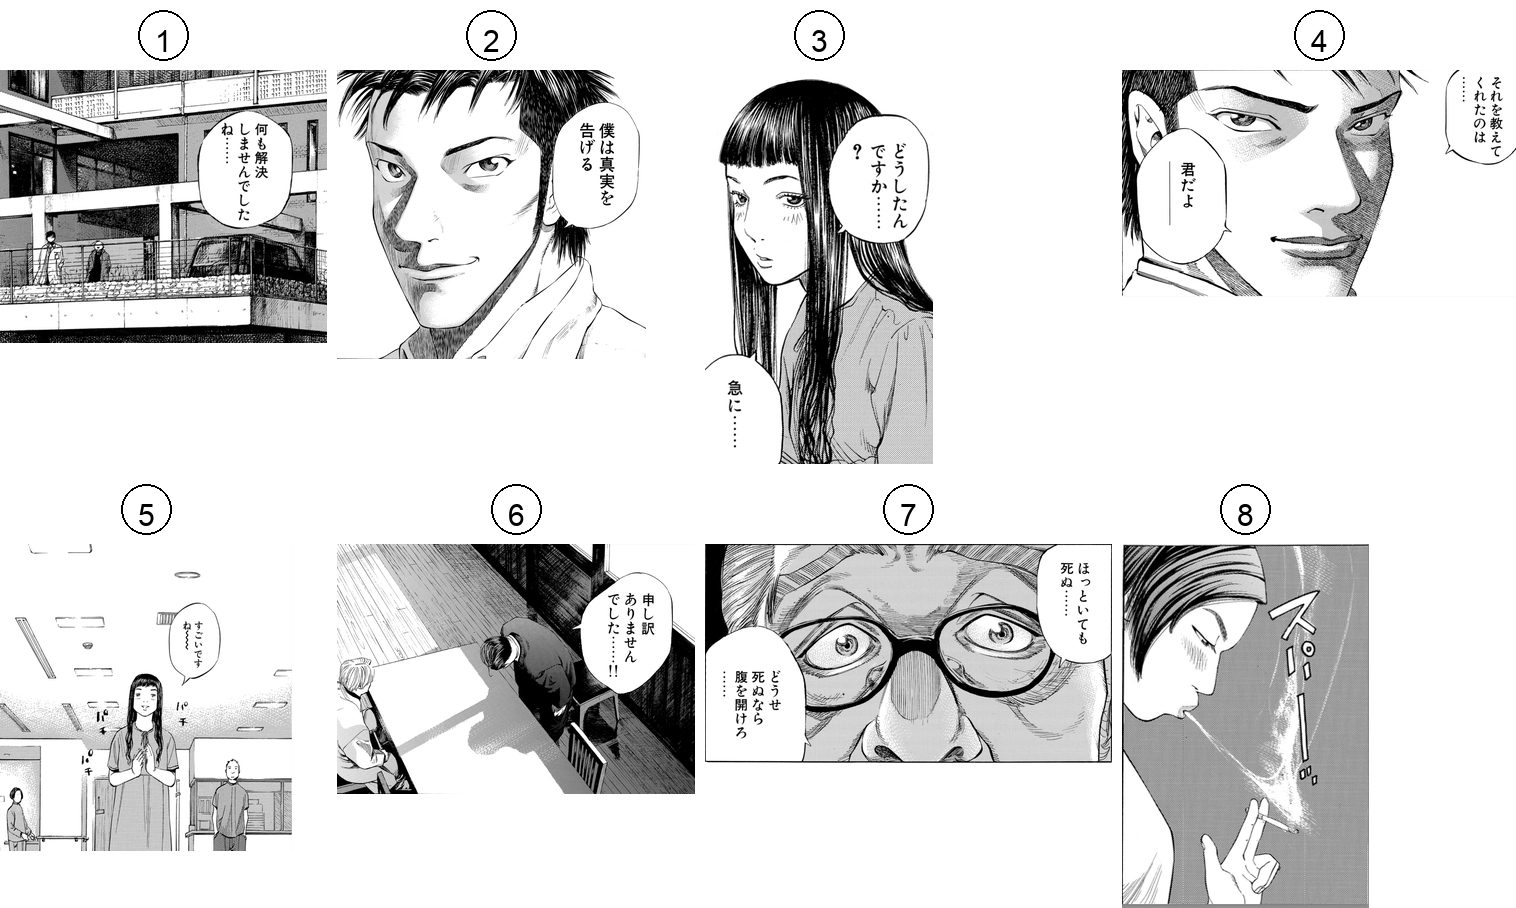 1
何も解決
しませんでした
ね……
2
僕は真実を
告げる
3
どうしたん
ですか……
?
急に……
4
それを教えて
くれたのは
……
君だよ
――
5
すごいです
ね~~
パチ
パチ
パチ
6
申し訳
ありません
でした……!!
7
ほっといても
死ぬ……
どうせ
死ぬなら
腹を開けろ
……
8
スパーッ